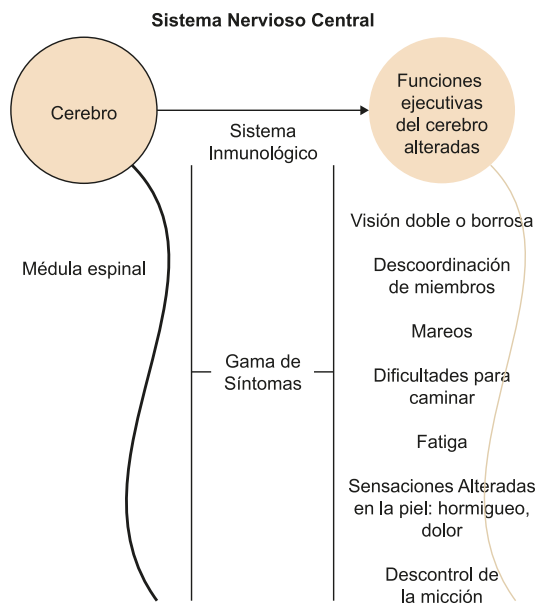 Sistema Nervioso Central
Cerebro
Sistema
Inmunológico
Funciones
ejecutivas
del cerebro
alteradas
Médula espinal
Gama de
Síntomas
Visión doble o borrosa
Descoordinación
de miembros
Mareos
Dificultades para
caminar
Fatiga
Sensaciones Alteradas
en la piel: hormigueo,
dolor
Descontrol de
la micción